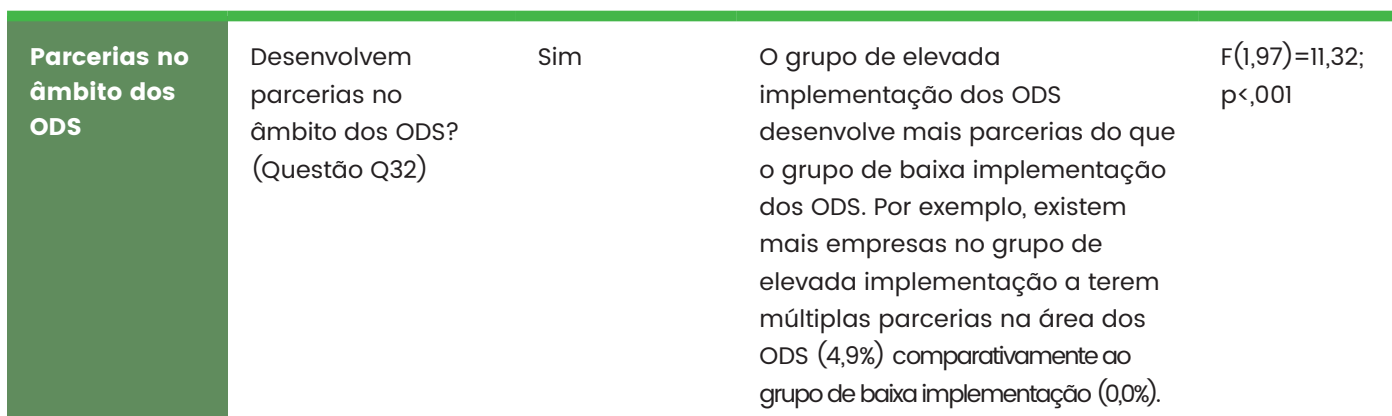 Parcerias no
âmbito dos
ODS
Desenvolvem
parcerias no
âmbito dos ODS?
(Questão Q32)
Sim
O grupo de elevada
implementação dos ODS
desenvolve mais parcerias do que
o grupo de baixa implementação
dos ODS. Por exemplo, existem
mais empresas no grupo de
elevada implementação a terem
múltiplas parcerias na área dos
ODS (4,9%) comparativamente ao
grupo de baixa implementação (0,0%).
F(1,97)=11,32;
p<,001